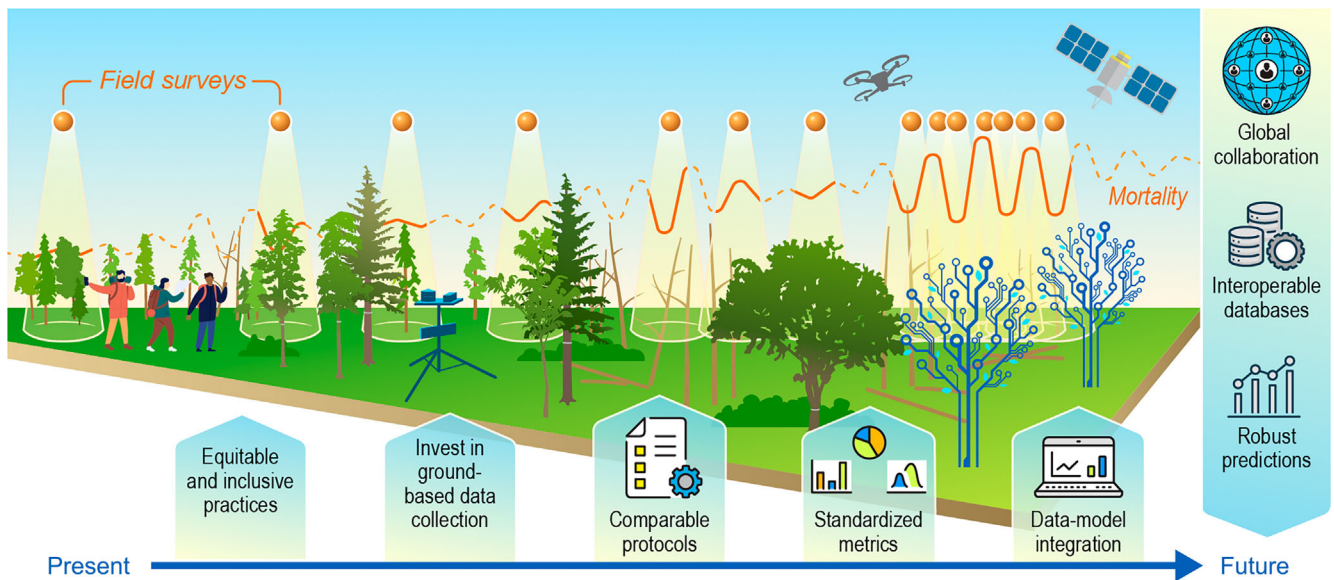 Field surveys
Mortality
Global
collaboration
Interoperable
databases
Robust
predictions
Equitable
and inclusive
practices
Invest in
ground-
based data
collection
Comparable
protocols
Standardized
metrics
Data-model
integration
Present
Future